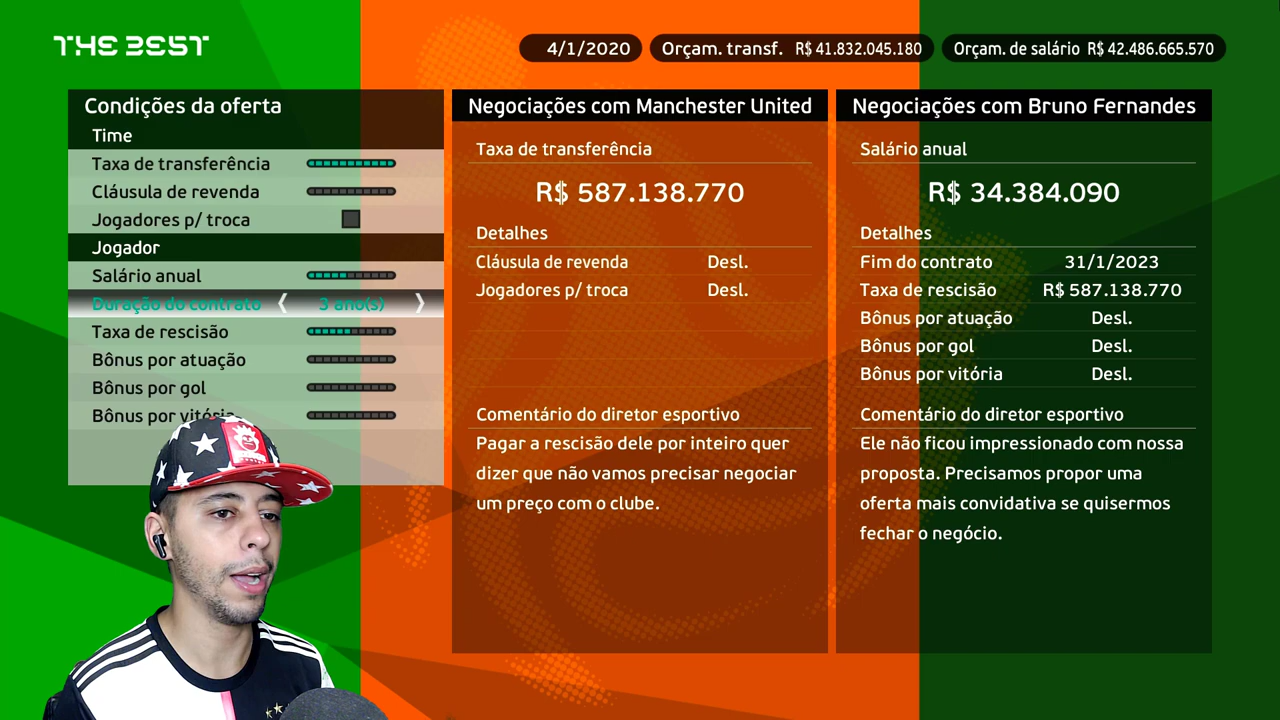 THE BEST
4/1/2020
Orçam. transf. R$ 41.832.045.180
Orçam. de salário R$ 42.486.665.570
Condições da oferta
Time
Taxa de transferência
Cláusula de revenda
Jogadores p/ troca
Jogador
Salário anual
Duração do contrato 3 ano(s)
Taxa de rescisão
Bônus por atuação
Bônus por gol
Bônus por vitória
Negociações com Manchester United
Taxa de transferência
R$ 587.138.770
Detalhes
Cláusula de revenda Desl.
Jogadores p/ troca Desl.
Comentário do diretor esportivo
Pagar a rescisão dele por inteiro quer
dizer que não vamos precisar negociar
um preço com o clube.
Negociações com Bruno Fernandes
Salário anual
R$ 34.384.090
Detalhes
Fim do contrato 31/1/2023
Taxa de rescisão R$ 587.138.770
Bônus por atuação Desl.
Bônus por gol Desl.
Bônus por vitória Desl.
Comentário do diretor esportivo
Ele não ficou impressionado com nossa
proposta. Precisamos propor uma
oferta mais convidativa se quisermos
fechar o negócio.